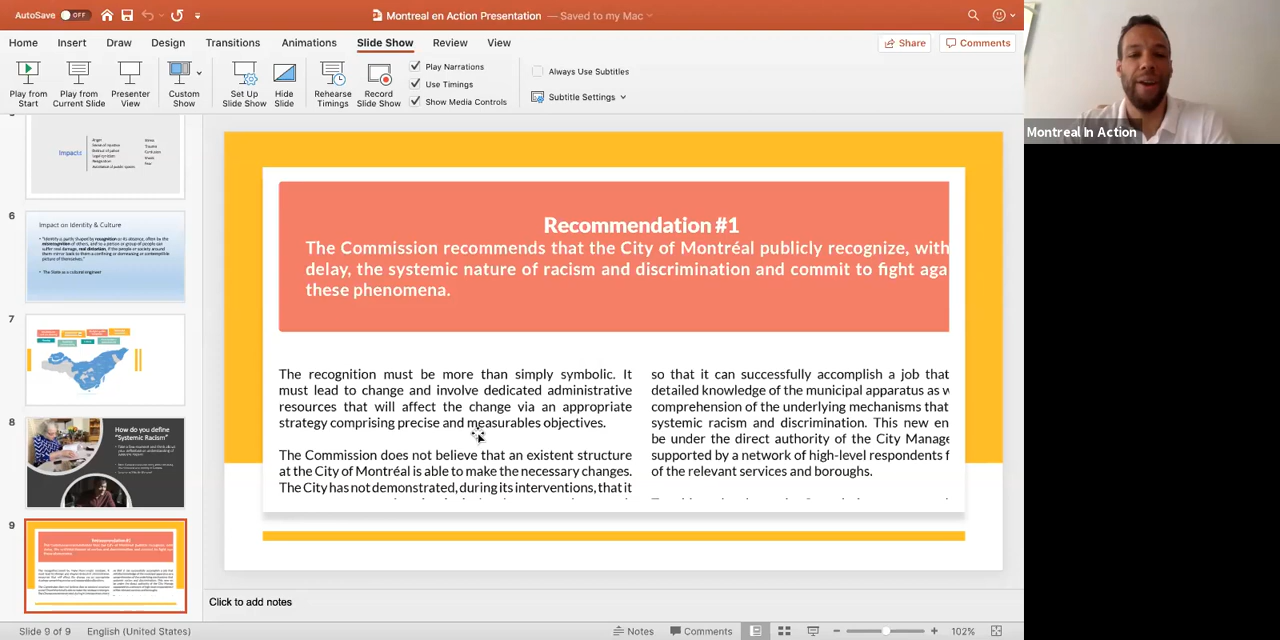 AutoSave OFF
Montreal en Action Presentation — Saved to my Mac
Home Insert Draw Design Transitions Animations Slide Show Review View
Share Comments
Play from Start
Play from Current Slide
Presenter View
Custom Show
Set Up Slide Show
Hide Slide
Rehearse Timings
Record Slide Show
Play Narrations
Use Timings
Show Media Controls
Always Use Subtitles
Subtitle Settings
Impacts
6
Impact on Identity & Culture
7
8
How do you define
"Systemic Racism"
9
Recommendation #1
The Commission recommends that the City of Montréal publicly recognize, with
delay, the systemic nature of racism and discrimination and commit to fight aga
these phenomena.
The recognition must be more than simply symbolic. It
must lead to change and involve dedicated administrative
resources that will affect the change via an appropriate
strategy comprising precise and measurables objectives.
The Commission does not believe that an existent structure
at the City of Montréal is able to make the necessary changes.
The City has not demonstrated, during its interventions, that it
so that it can successfully accomplish a job that
detailed knowledge of the municipal apparatus as w
comprehension of the underlying mechanisms that
systemic racism and discrimination. This new en
be under the direct authority of the City Manage
supported by a network of high-level respondents f
of the relevant services and boroughs.
Click to add notes
Slide 9 of 9 English (United States)
Notes Comments 102%
Montreal In Action